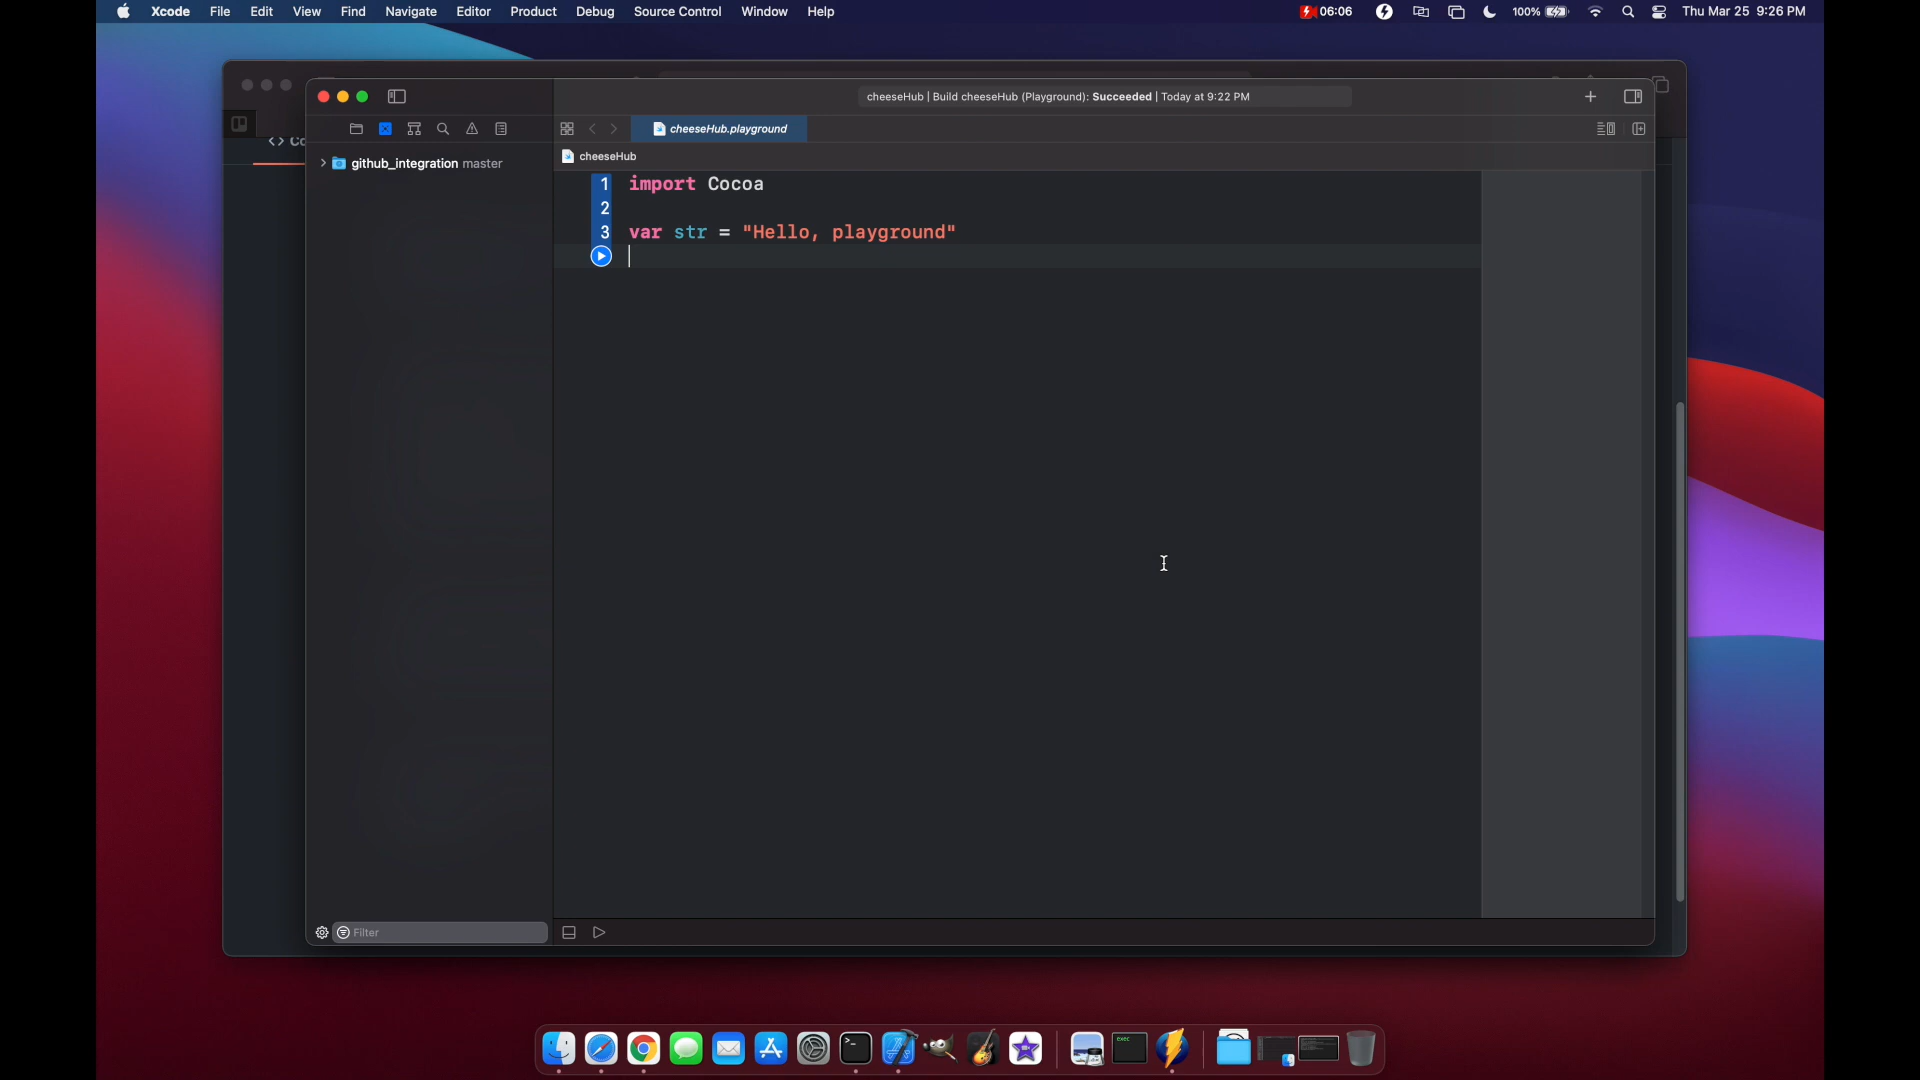 Xcode File Edit View Find Navigate Editor Product Debug Source Control Window Help
06:06 100% Thu Mar 25 9:26 PM
cheeseHub | Build cheeseHub (Playground): Succeeded | Today at 9:22 PM
<> Co
cheeseHub.playground
github_integration master
cheeseHub
1 import Cocoa
2
3 var str = "Hello, playground"
Filter
exec